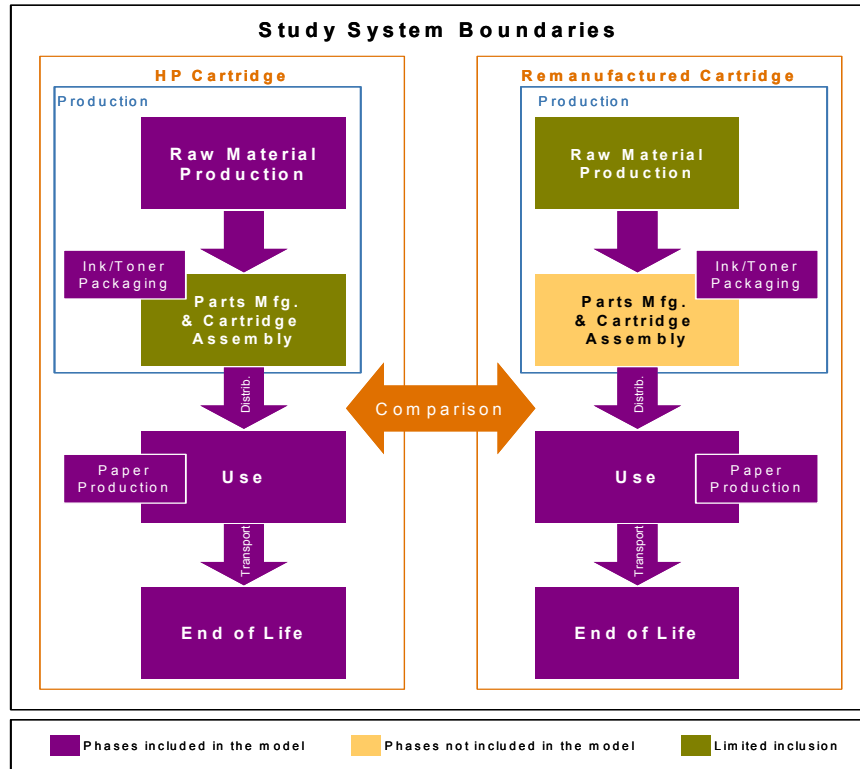 Study System Boundaries
HP Cartridge
Production
Raw Material
Production
Ink/Toner
Packaging
Parts Mfg.
& Cartridge
Assembly
Distrib.
Paper
Production
Use
Transport
End of Life
Comparison
Remanufactured Cartridge
Production
Raw Material
Production
Ink/Toner
Packaging
Parts Mfg.
& Cartridge
Assembly
Distrib.
Use
Paper
Production
Transport
End of Life
Phases included in the model
Phases not included in the model
Limited inclusion